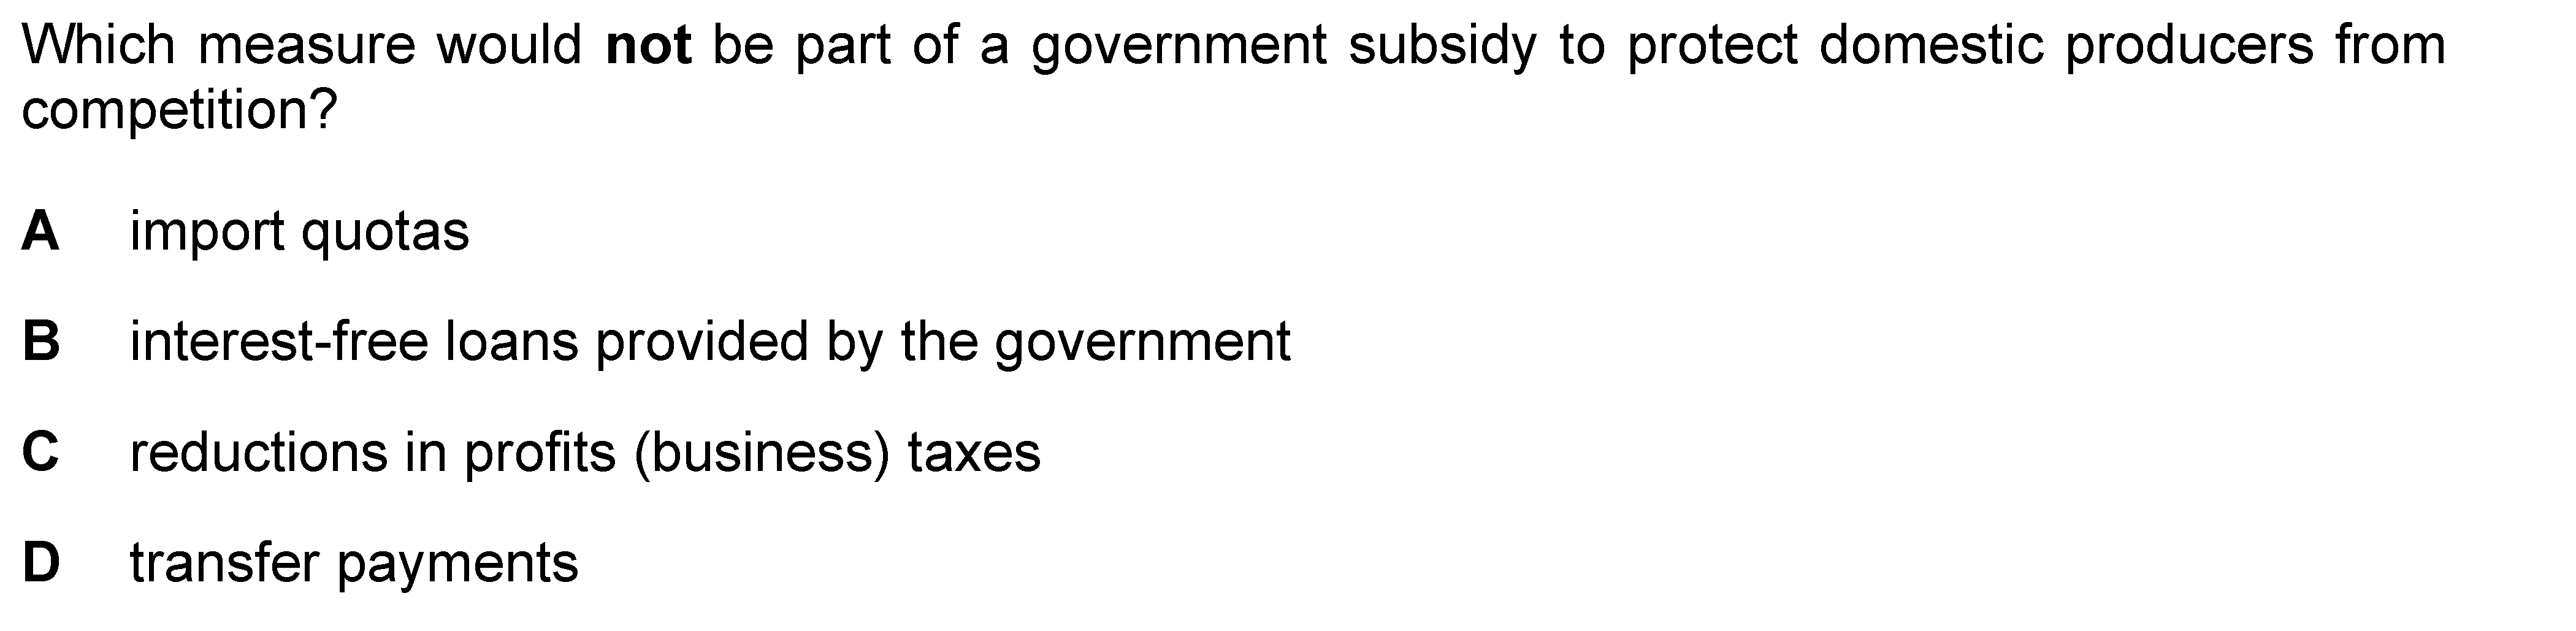 Which measure would not be part of a government subsidy to protect domestic producers from
competition?
A import quotas
B interest-free loans provided by the government
C reductions in profits (business) taxes
D transfer payments